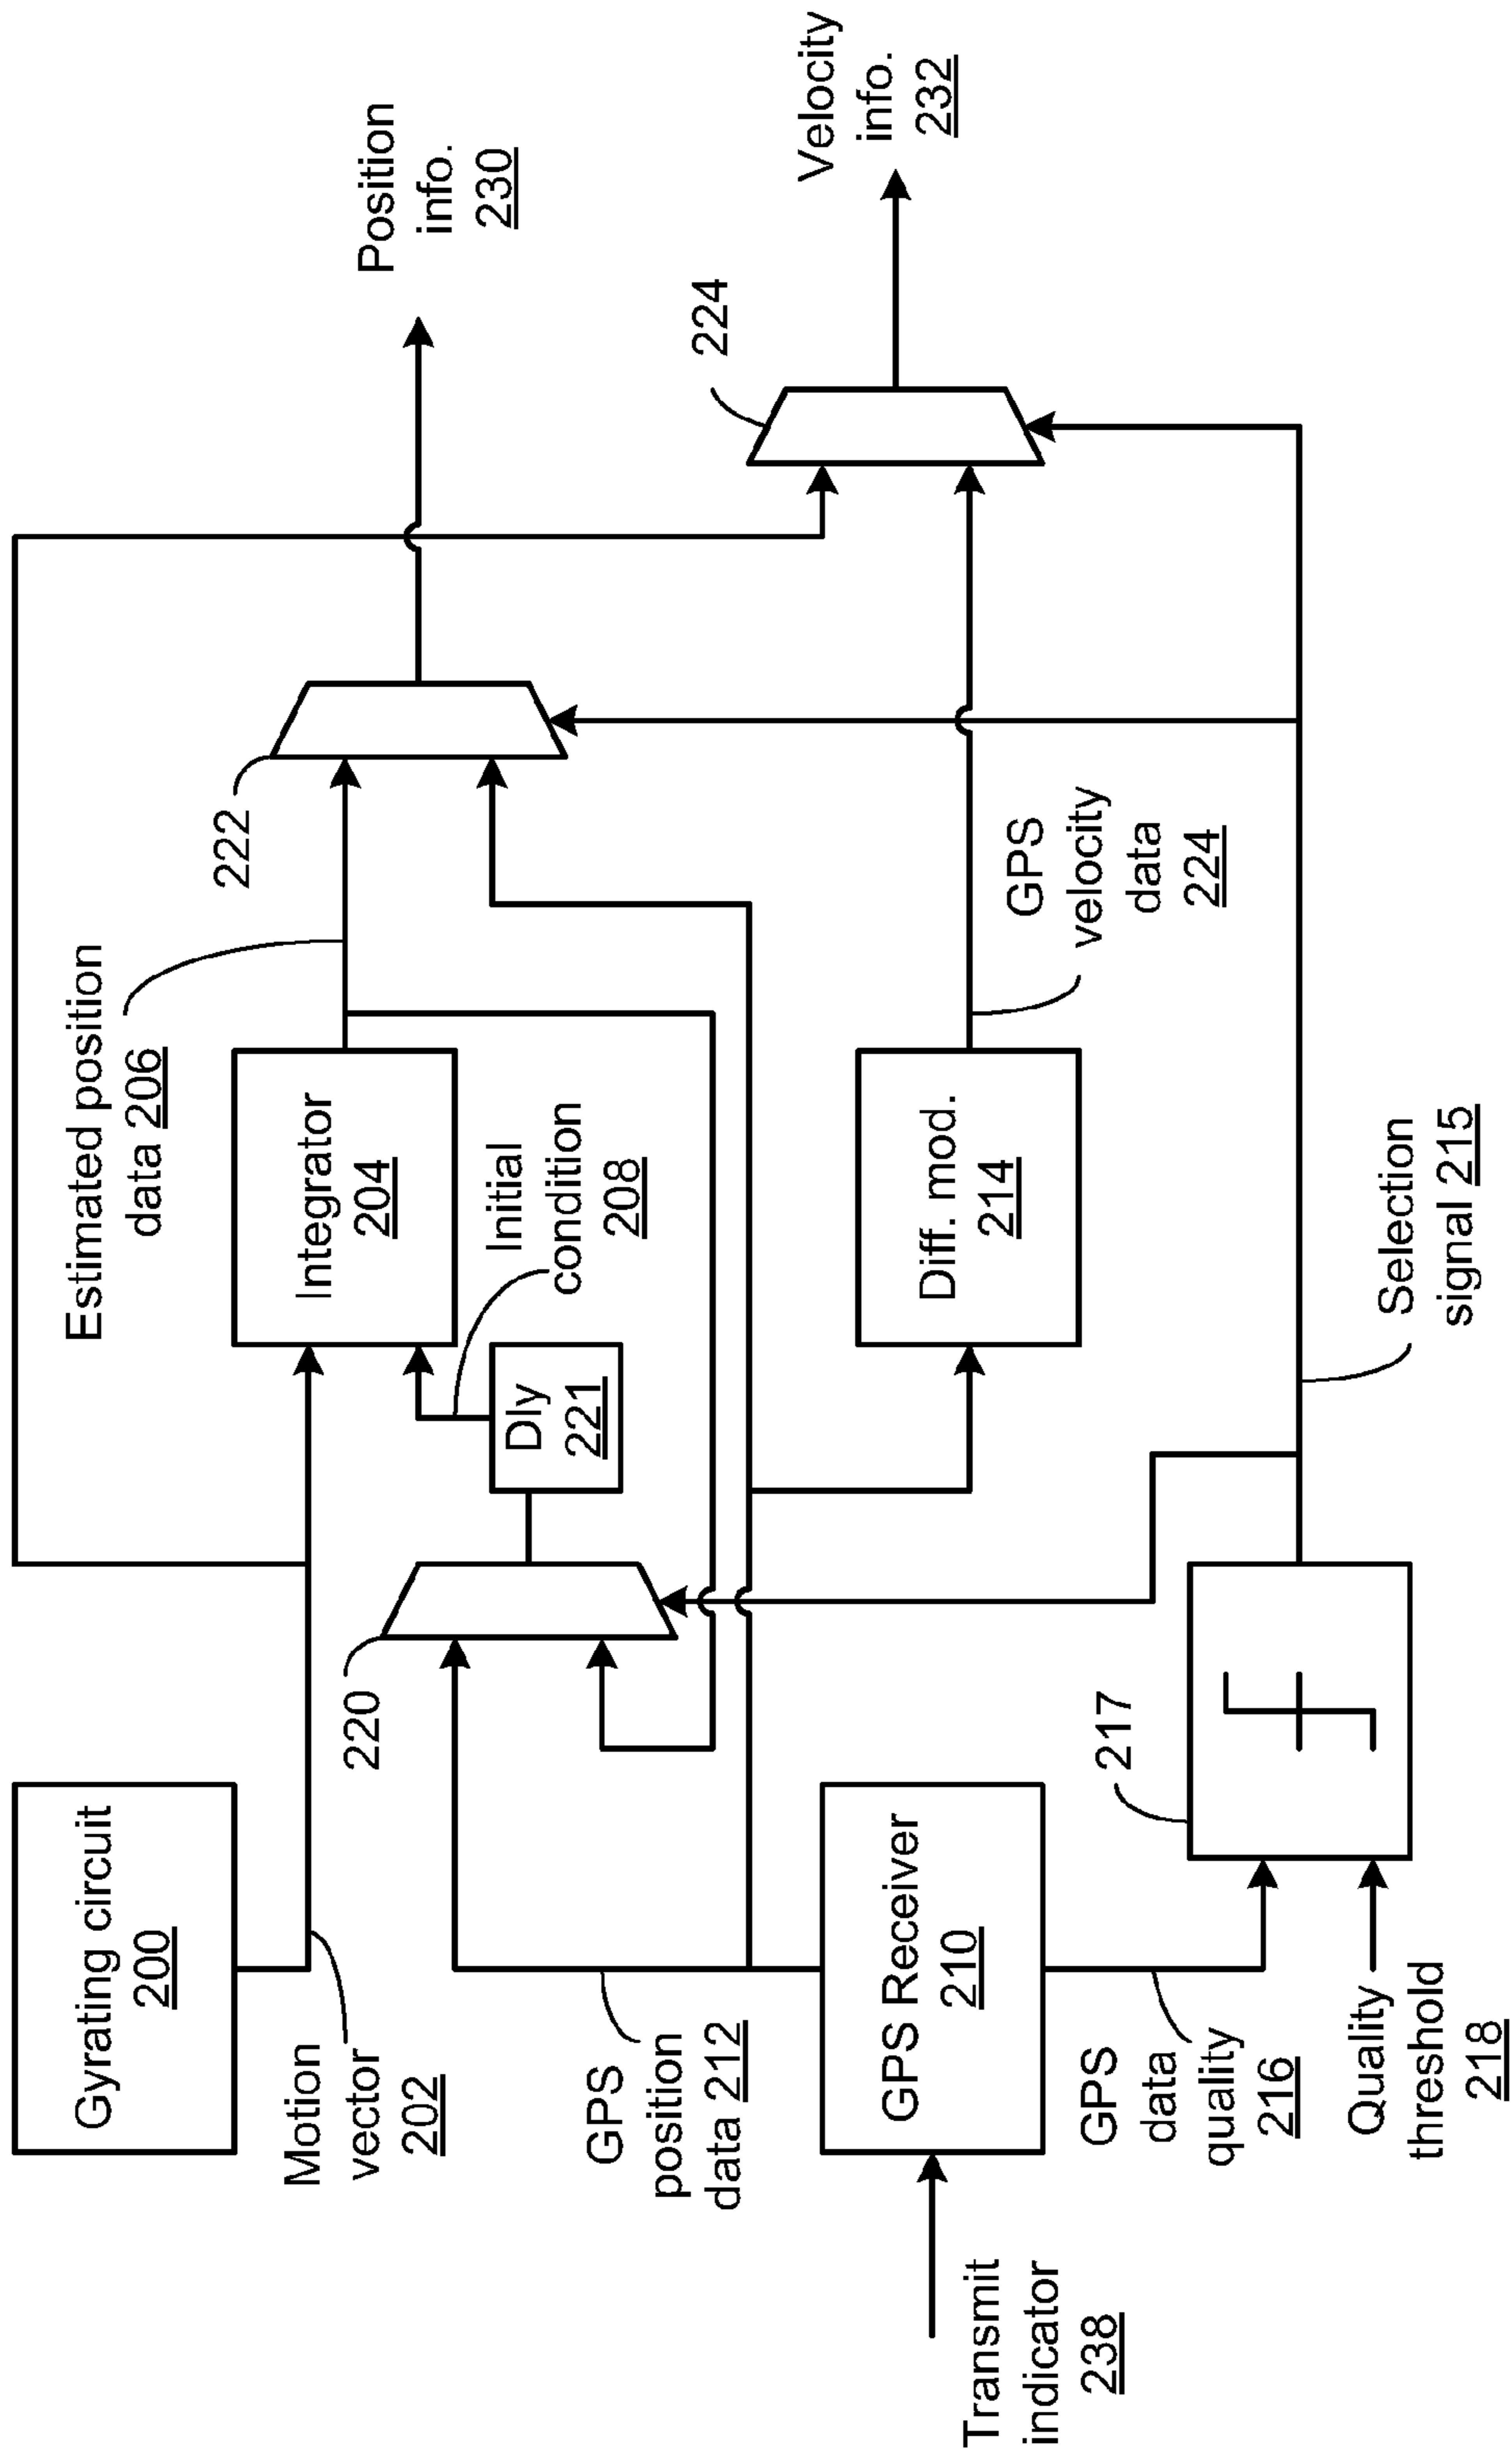 Gyrating circuit
200
Motion
vector
202
GPS
position
data 212
GPS Receiver
210
Transmit
indicator
238
GPS
data
quality
216
Quality
threshold
218
217
220
Dly
221
Initial
condition
208
Integrator
204
Estimated position
data 206
Diff. mod.
214
Selection
signal 215
GPS
velocity
data
224
222
224
Position
info.
230
Velocity
info.
232